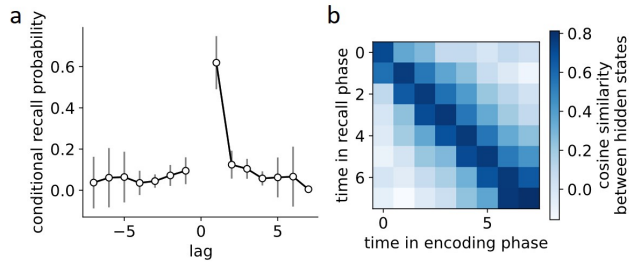 a
conditional recall probability
0.6
0.4
0.2
0.0
−5
0
5
lag
b
time in recall phase
0
2
4
6
0
5
time in encoding phase
0.8
0.6
0.4
0.2
0.0
cosine similarity
between hidden states